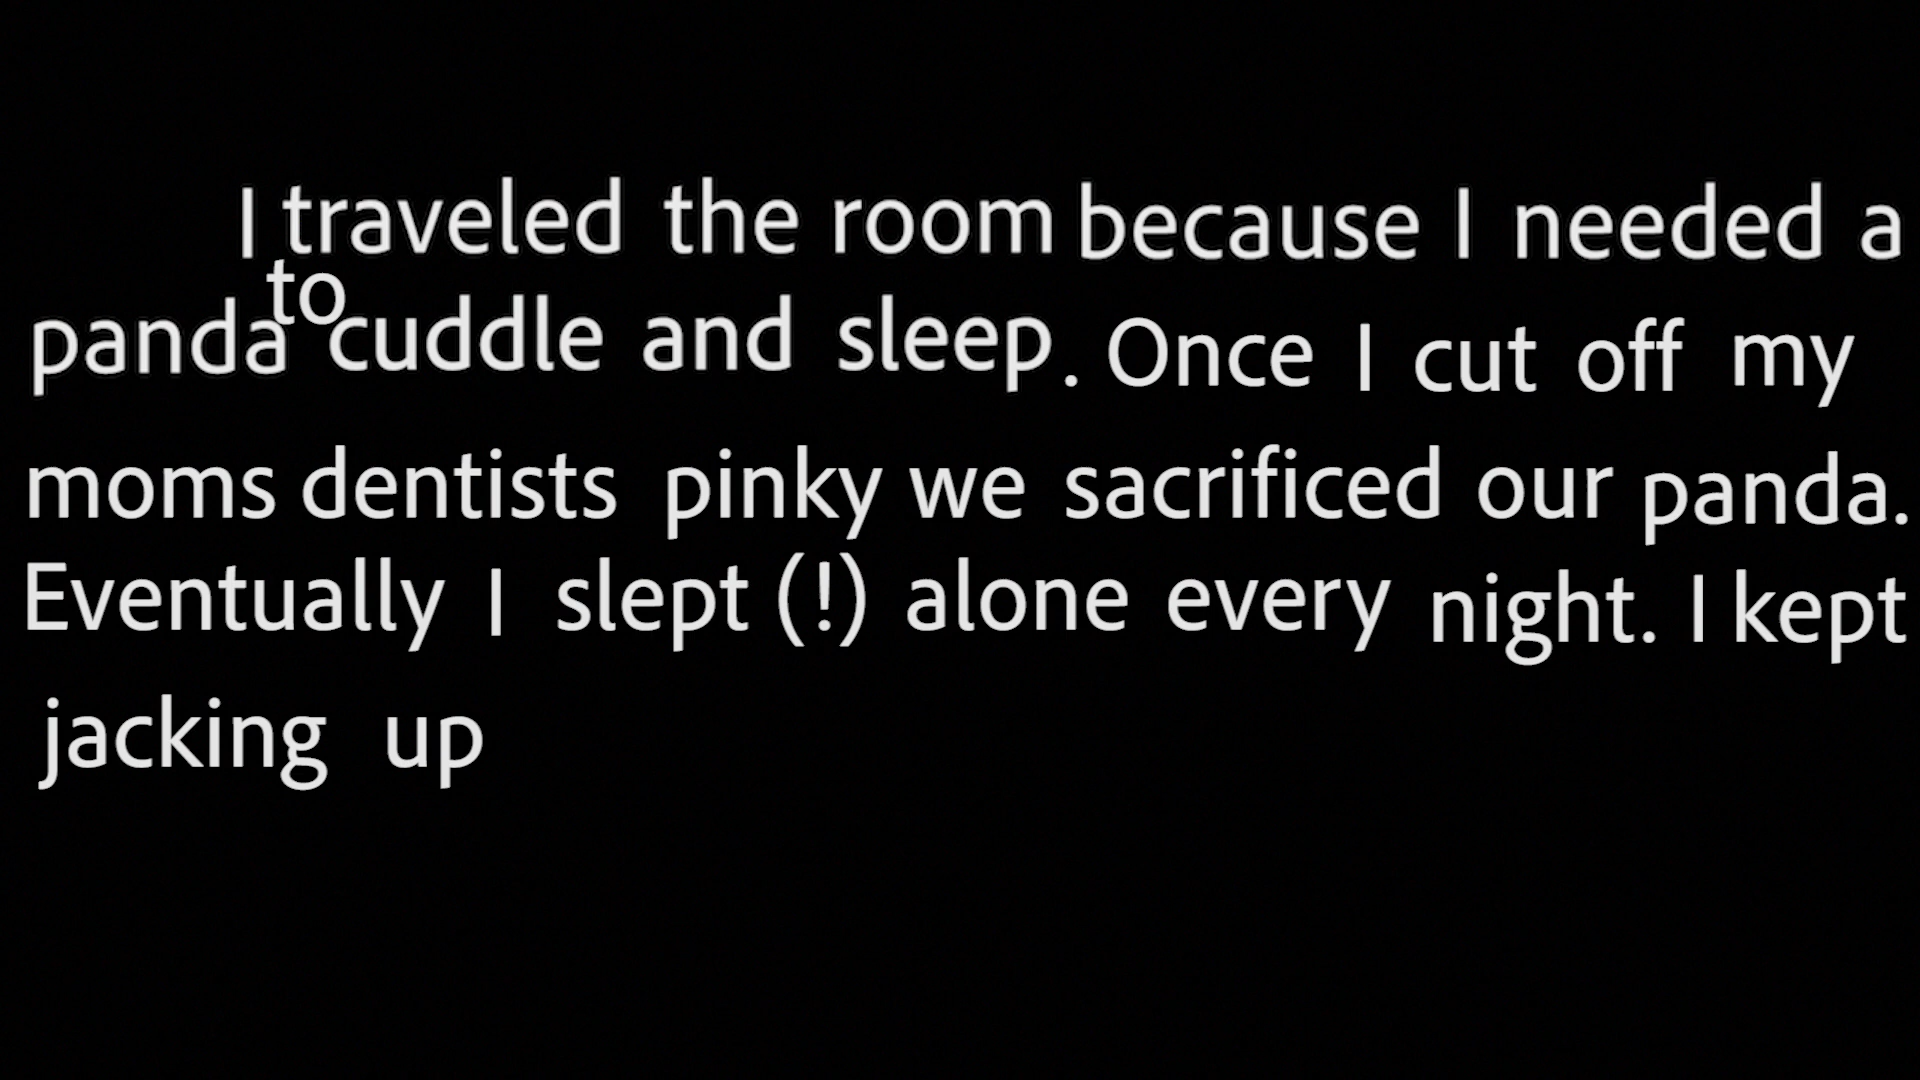 I traveled the room because I needed a
panda to cuddle and sleep. Once I cut off my
moms dentists pinky we sacrificed our panda.
Eventually I slept (!) alone every night. I kept
jacking up